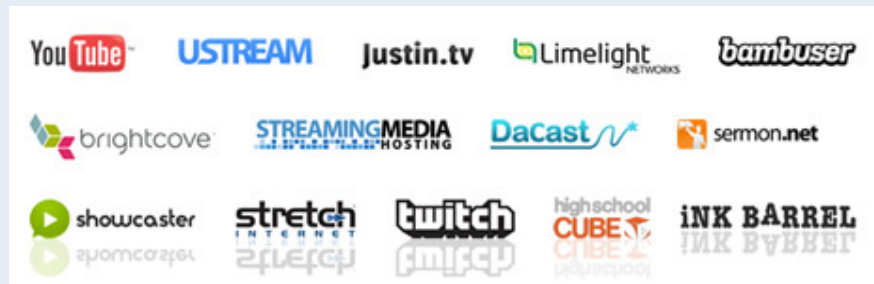 YouTube™ USTREAM Justin.tv Limelight NETWORKS bambuser
brightcove STREAMINGMEDIA HOSTING DaCast sermon.net
showcaster stretch INTERNET twitch highschool CUBE iNK BARREL